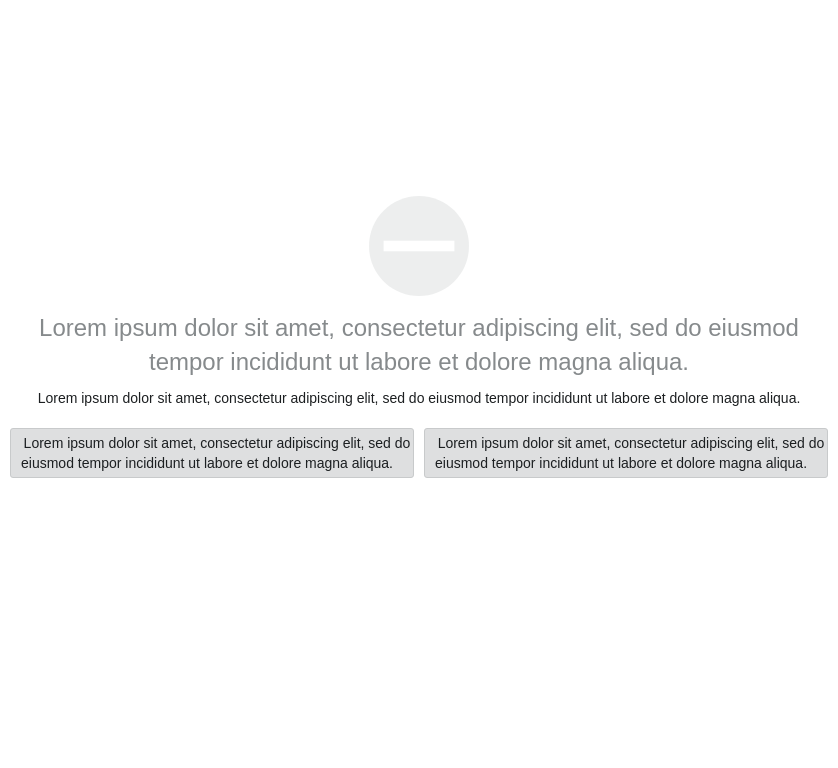 Lorem ipsum dolor sit amet, consectetur adipiscing elit, sed do eiusmod
tempor incididunt ut labore et dolore magna aliqua.
Lorem ipsum dolor sit amet, consectetur adipiscing elit, sed do eiusmod tempor incididunt ut labore et dolore magna aliqua.
Lorem ipsum dolor sit amet, consectetur adipiscing elit, sed do
eiusmod tempor incididunt ut labore et dolore magna aliqua.
Lorem ipsum dolor sit amet, consectetur adipiscing elit, sed do
eiusmod tempor incididunt ut labore et dolore magna aliqua.